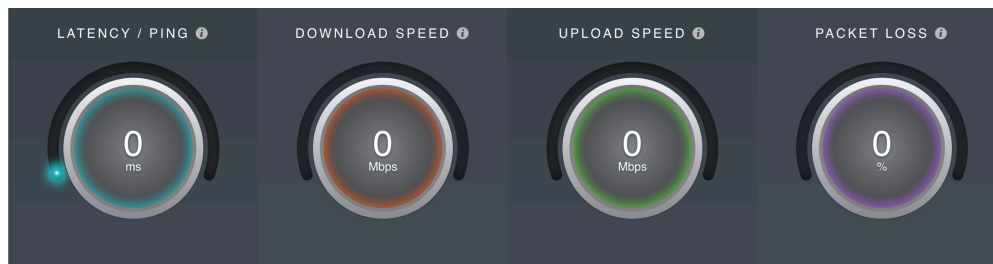 LATENCY / PING i
DOWNLOAD SPEED i
UPLOAD SPEED i
PACKET LOSS i
0
ms
0
Mbps
0
Mbps
0
%